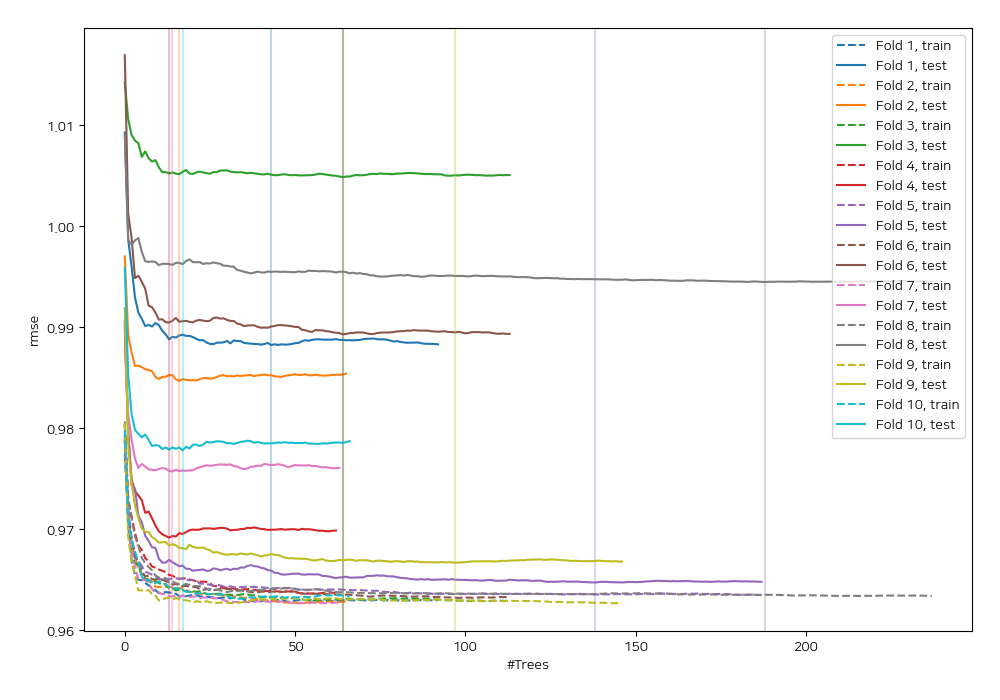 1.01
1.00
0.99
0.98
0.97
0.96
rmse
0
50
100
150
200
#Trees
Fold 1, train
Fold 1, test
Fold 2, train
Fold 2, test
Fold 3, train
Fold 3, test
Fold 4, train
Fold 4, test
Fold 5, train
Fold 5, test
Fold 6, train
Fold 6, test
Fold 7, train
Fold 7, test
Fold 8, train
Fold 8, test
Fold 9, train
Fold 9, test
Fold 10, train
Fold 10, test